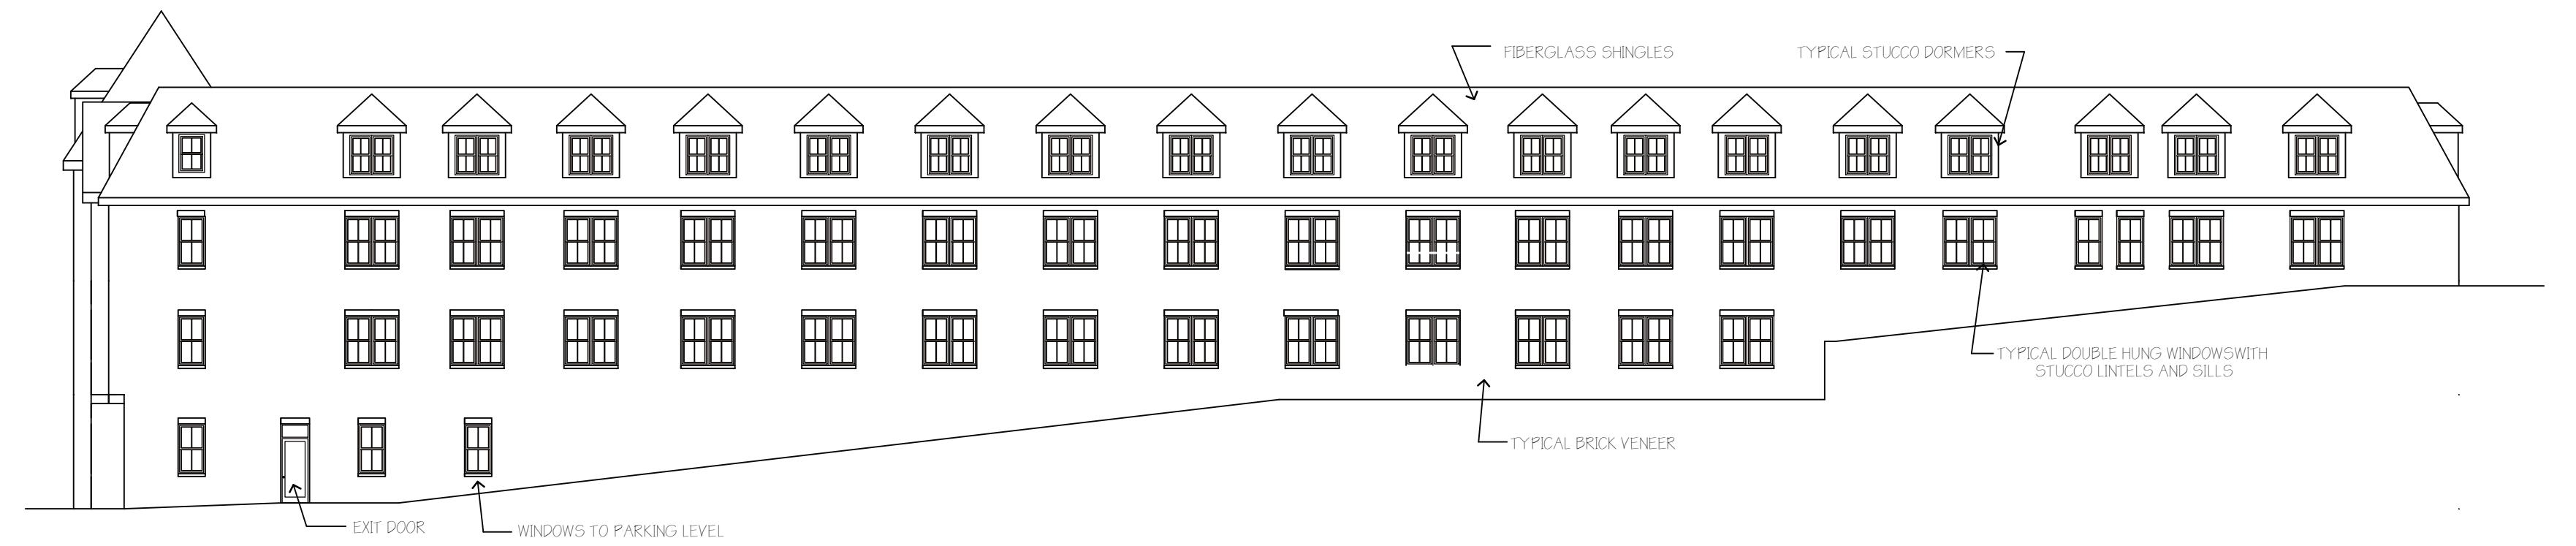 FIBERGLASS SHINGLES
TYPICAL STUCCO DORMERS
TYPICAL DOUBLE HUNG WINDOWSWITH
STUCCO LINTELS AND SILLS
TYPICAL BRICK VENEER
EXIT DOOR
WINDOWS TO PARKING LEVEL